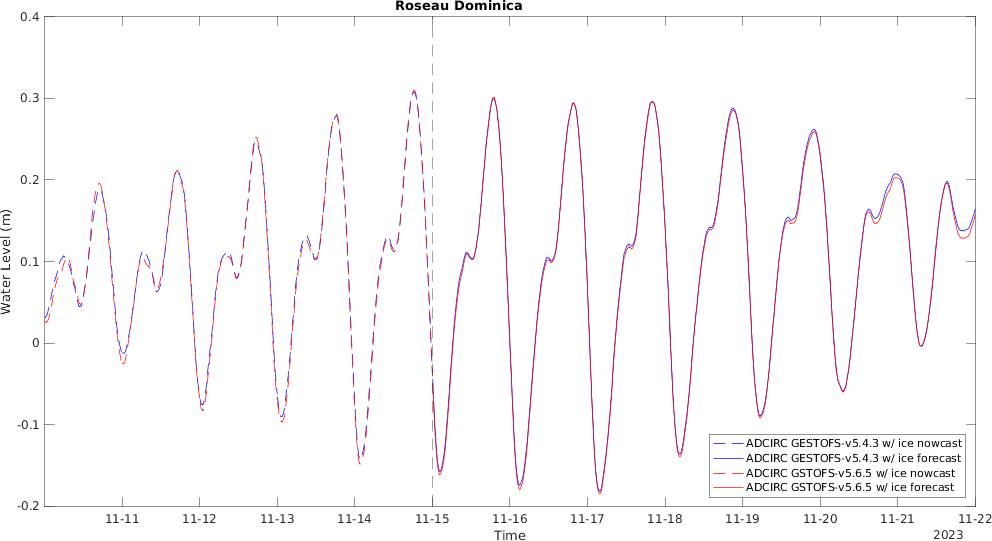 Roseau Dominica
0.4
0.3
0.2
0.1
0
-0.1
-0.2
Water Level (m)
ADCIRC GESTOFS-v5.4.3 w/ ice nowcast
ADCIRC GESTOFS-v5.4.3 w/ ice forecast
ADCIRC GSTOFS-v5.6.5 w/ ice nowcast
ADCIRC GSTOFS-v5.6.5 w/ ice forecast
11-11 11-12 11-13 11-14 11-15 11-16 11-17 11-18 11-19 11-20 11-21 11-22
Time
2023